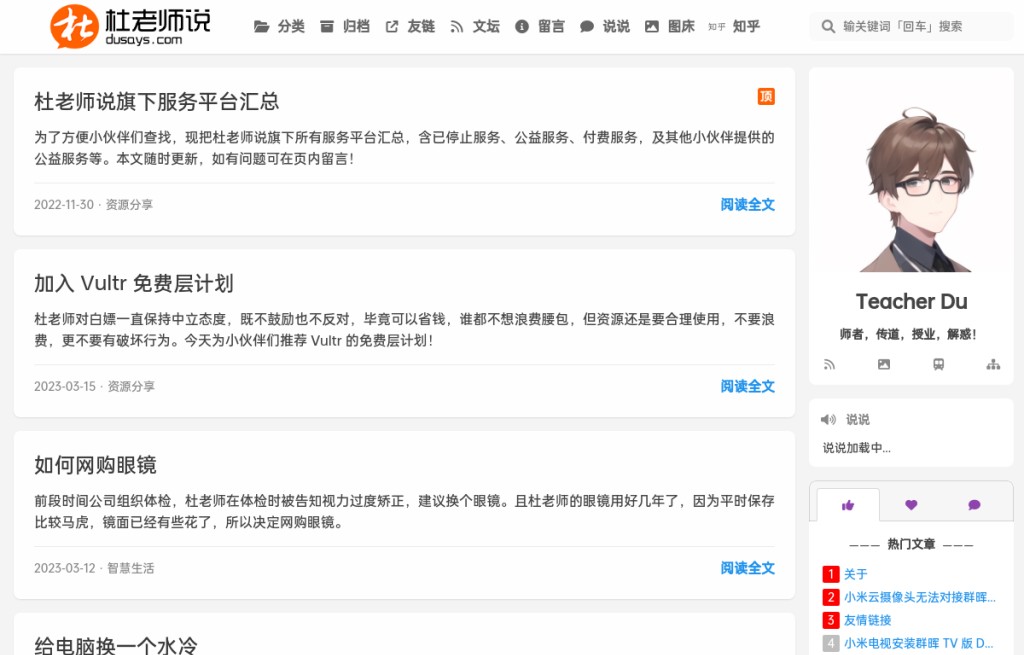 杜 杜老师说
dusays.com
分类 归档 友链 文坛 留言 说说 图床 知乎 知乎
输关键词「回车」搜索
杜老师说旗下服务平台汇总
顶
为了方便小伙伴们查找，现把杜老师说旗下所有服务平台汇总，含已停止服务、公益服务、付费服务，及其他小伙伴提供的
公益服务等。本文随时更新，如有问题可在页内留言！
2022-11-30 · 资源分享
阅读全文
加入 Vultr 免费层计划
杜老师对白嫖一直保持中立态度，既不鼓励也不反对，毕竟可以省钱，谁都不想浪费腰包，但资源还是要合理使用，不要浪
费，更不要有破坏行为。今天为小伙伴们推荐 Vultr 的免费层计划！
2023-03-15 · 资源分享
阅读全文
如何网购眼镜
前段时间公司组织体检，杜老师在体检时被告知视力过度矫正，建议换个眼镜。且杜老师的眼镜用好几年了，因为平时保存
比较马虎，镜面已经有些花了，所以决定网购眼镜。
2023-03-12 · 智慧生活
阅读全文
给电脑换一个水冷
Teacher Du
师者，传道，授业，解惑！
说说
说说加载中...
——— 热门文章 ———
1 关于
2 小米云摄像头无法对接群晖...
3 友情链接
4 小米电视安装群晖 TV 版 D...